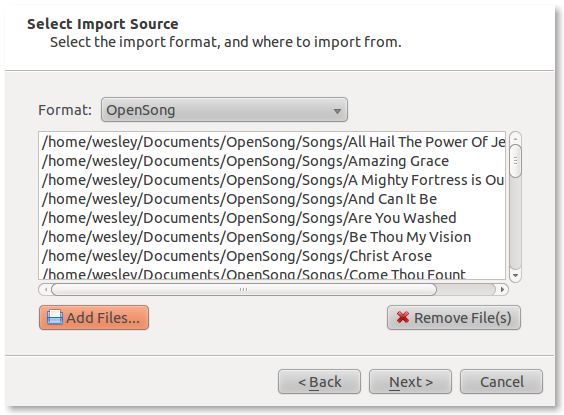 Select Import Source
Select the import format, and where to import from.
Format: OpenSong
/home/wesley/Documents/OpenSong/Songs/All Hail The Power Of Je
/home/wesley/Documents/OpenSong/Songs/Amazing Grace
/home/wesley/Documents/OpenSong/Songs/A Mighty Fortress is Ou
/home/wesley/Documents/OpenSong/Songs/And Can It Be
/home/wesley/Documents/OpenSong/Songs/Are You Washed
/home/wesley/Documents/OpenSong/Songs/Be Thou My Vision
/home/wesley/Documents/OpenSong/Songs/Christ Arose
/home/wesley/Documents/OpenSong/Songs/Come Thou Fount
Add Files... Remove File(s)
< Back Next > Cancel